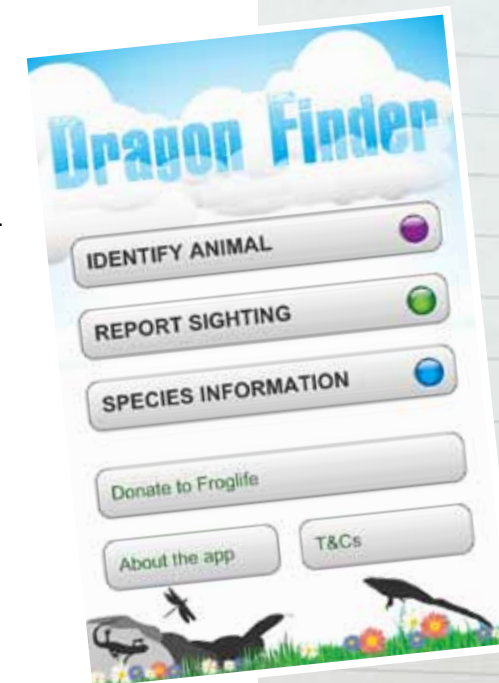 Dragon Finder
IDENTIFY ANIMAL
REPORT SIGHTING
SPECIES INFORMATION
Donate to Froglife
About the app
T&Cs